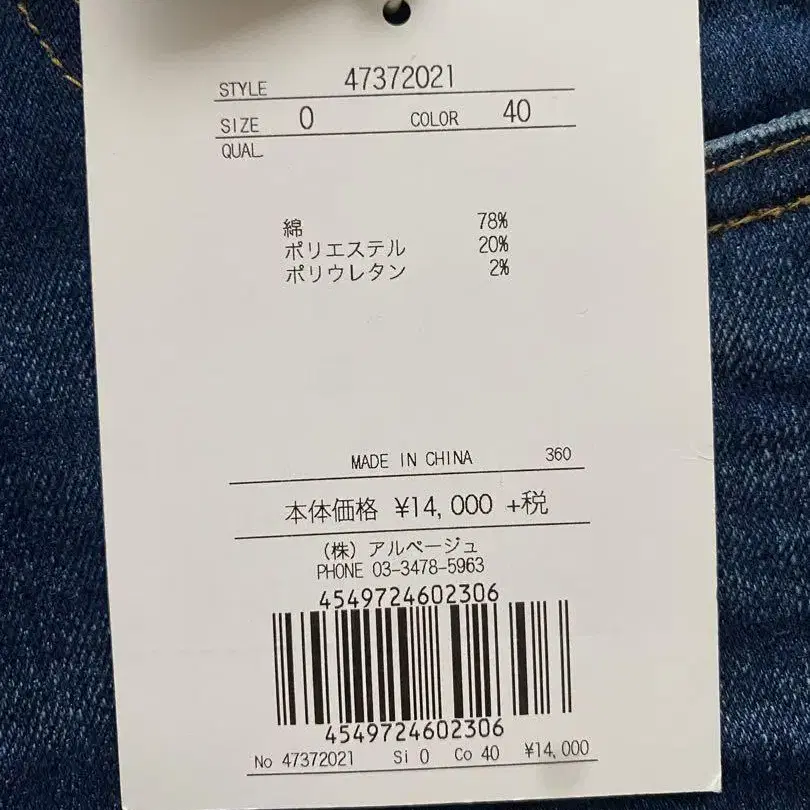 STYLE 47372021
SIZE 0 COLOR 40
QUAL
綿 78%
ポリエステル 20%
ポリウレタン 2%
MADE IN CHINA 360
本体価格 ¥14,000 +税
(株) アルページュ
PHONE 03-3478-5963
4549724602306
4549724602306
No 47372021 Si 0 Co 40 ¥14,000